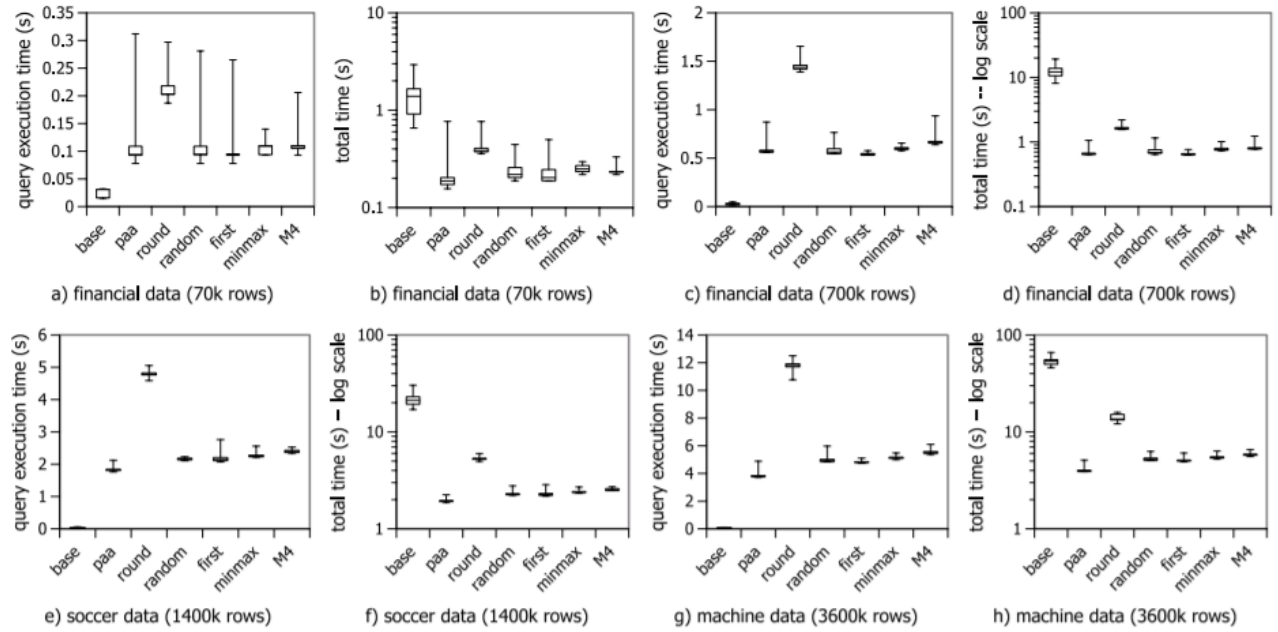 query execution time (s)
0.35
0.3
0.25
0.2
0.15
0.1
0.05
0
base
paa
round
random
first
minmax
M4
a) financial data (70k rows)
total time (s)
10
1
0.1
base
paa
round
random
first
minmax
M4
b) financial data (70k rows)
query execution time (s)
2
1.5
1
0.5
0
base
paa
round
random
first
minmax
M4
c) financial data (700k rows)
total time (s) -- log scale
100
10
1
0.1
base
paa
round
random
first
minmax
M4
d) financial data (700k rows)
query execution time (s)
6
5
4
3
2
1
0
base
paa
round
random
first
minmax
M4
e) soccer data (1400k rows)
total time (s) – log scale
100
10
1
base
paa
round
random
first
minmax
M4
f) soccer data (1400k rows)
query execution time (s)
14
12
10
8
6
4
2
0
base
paa
round
random
first
minmax
M4
g) machine data (3600k rows)
total time (s) – log scale
100
10
1
base
paa
round
random
first
minmax
M4
h) machine data (3600k rows)